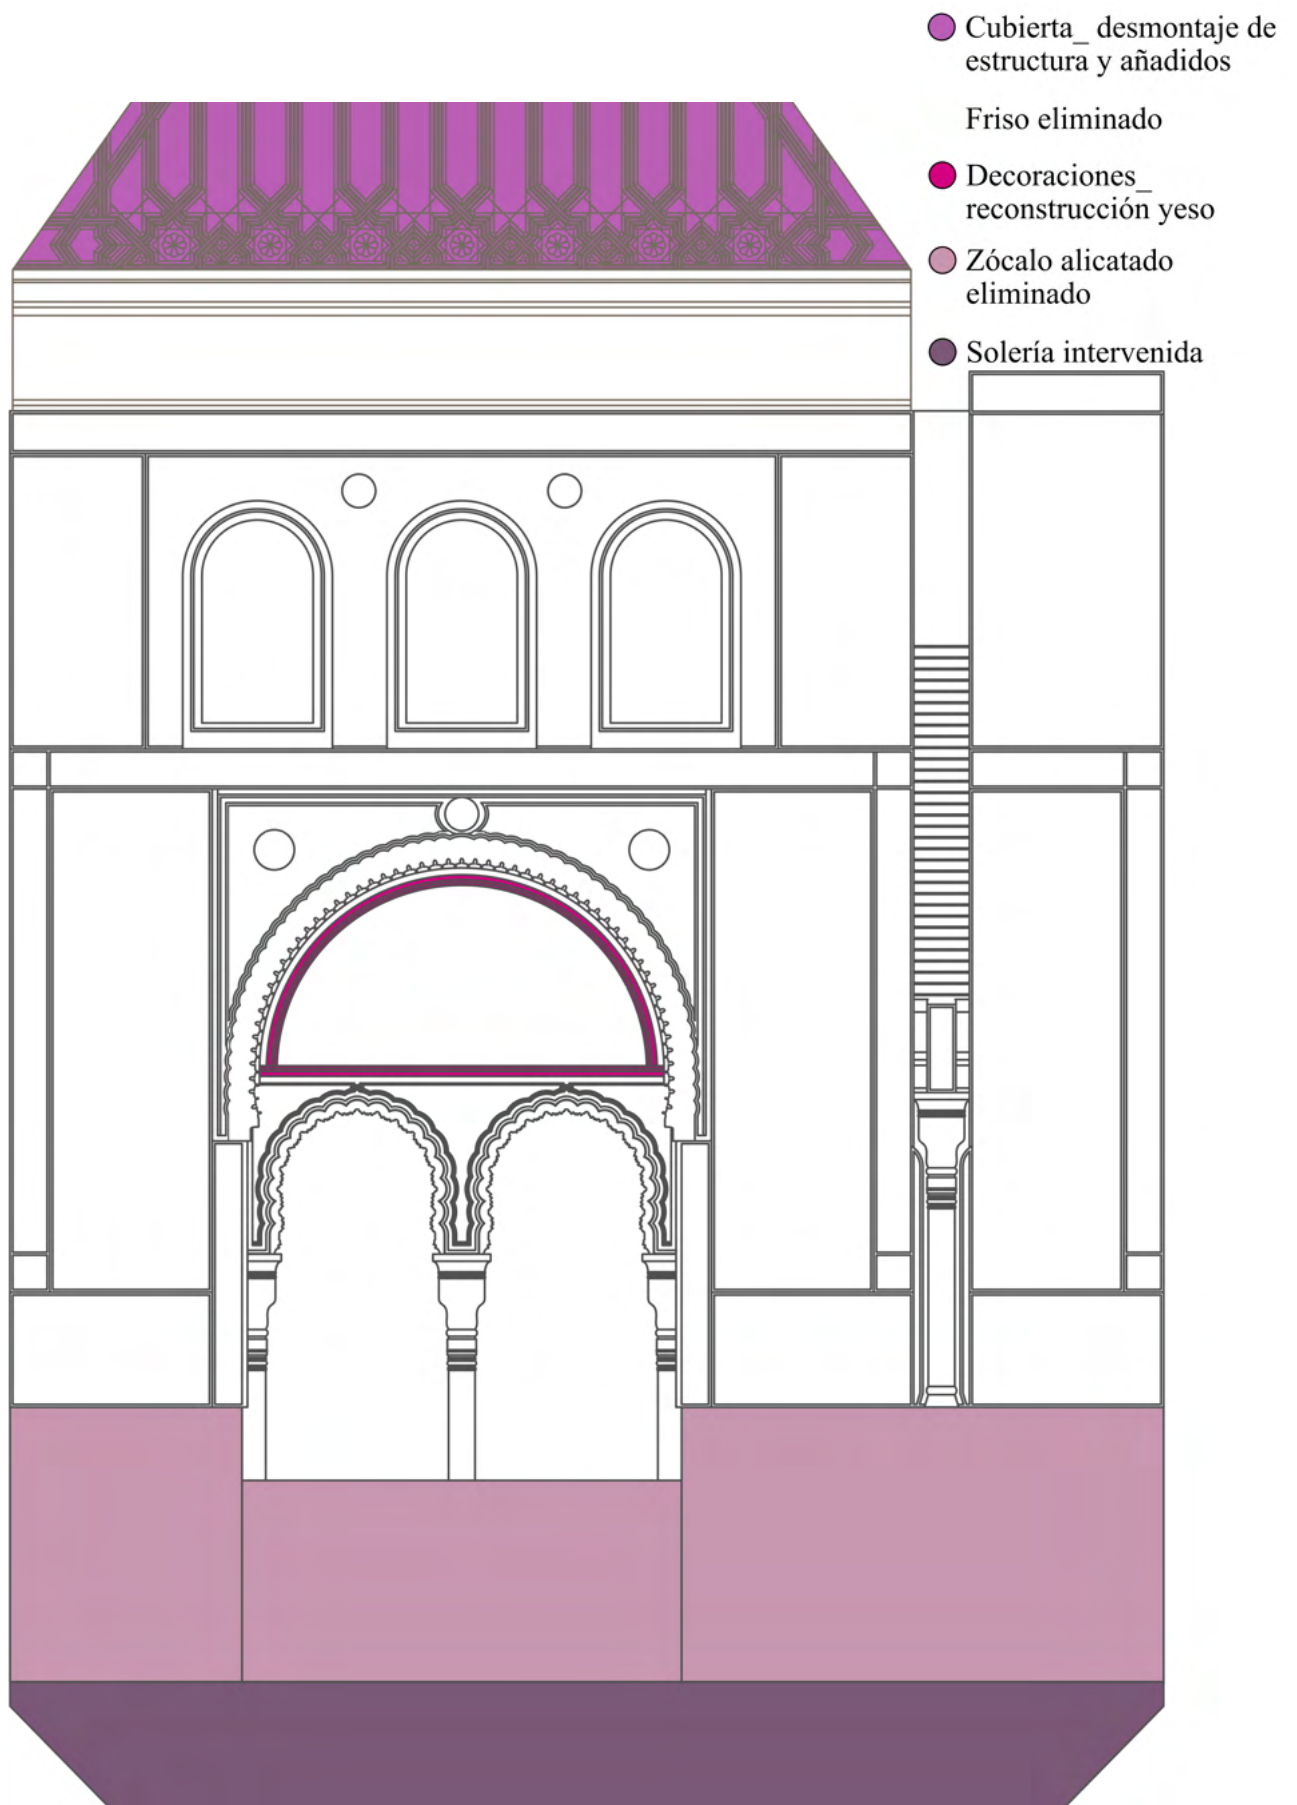 Cubierta_ desmontaje de
estructura y añadidos
Friso eliminado
Decoraciones_
reconstrucción yeso
Zócalo alicatado
eliminado
Solería intervenida